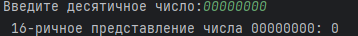 Введите десятичное число:00000000
16-ричное представление числа 00000000: 0